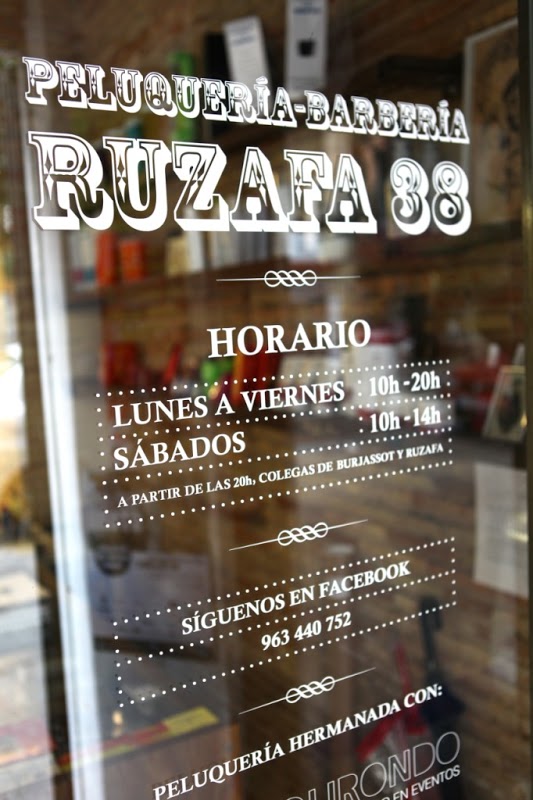 PELUQUERÍA-BARBERÍA
RUZAFA 38
HORARIO
LUNES A VIERNES : 10h -20h
SÁBADOS : 10h -14h
A PARTIR DE LAS 20h, COLEGAS DE BURJASSOT Y RUZAFA
SÍGUENOS EN FACEBOOK
963 440 752
PELUQUERÍA HERMANADA CON:
EN EVENTOS